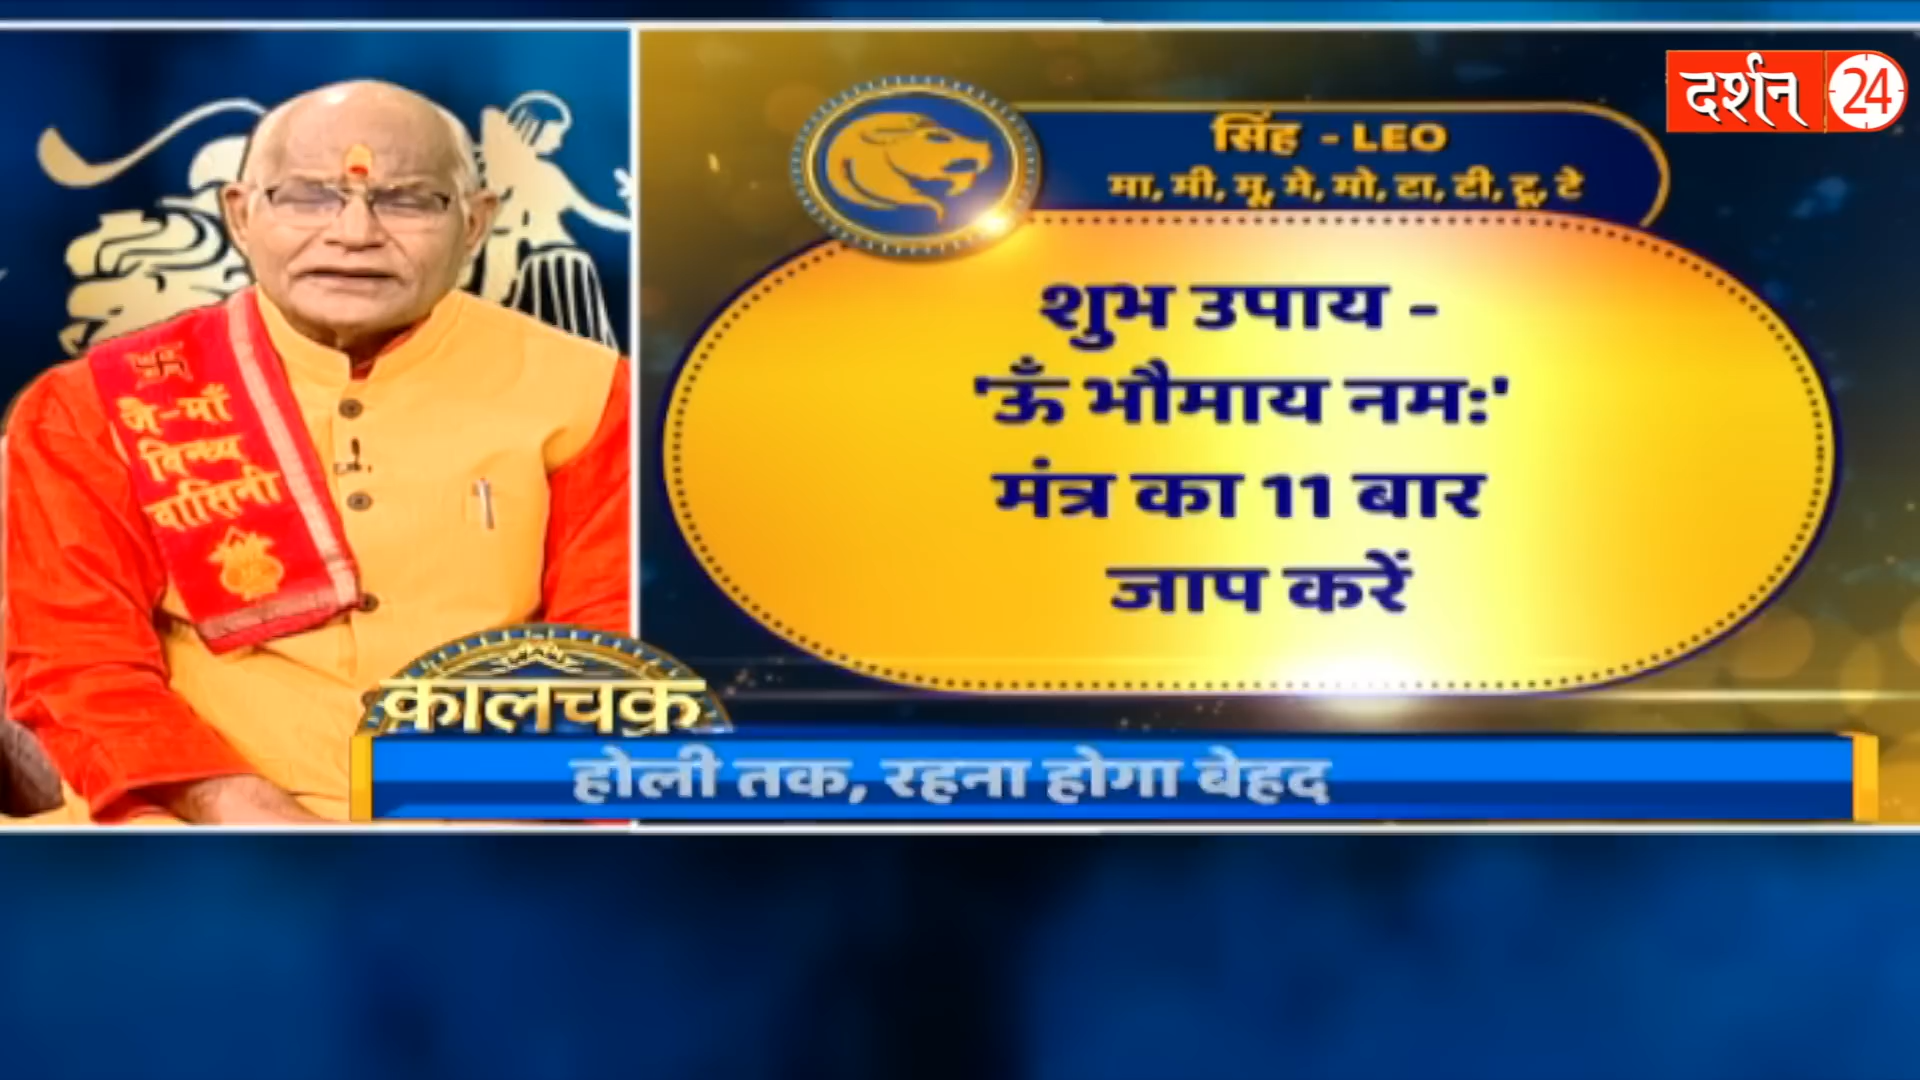 दर्शन 24
सिंह - LEO
मा, मी, मू, मे, मो, टा, टी, टू, टे
शुभ उपाय -
'ऊँ भौमाय नमः'
मंत्र का 11 बार
जाप करें
जै-माँ
विन्ध्य
वासिनी
कालचक्र
होली तक, रहना होगा बेहद